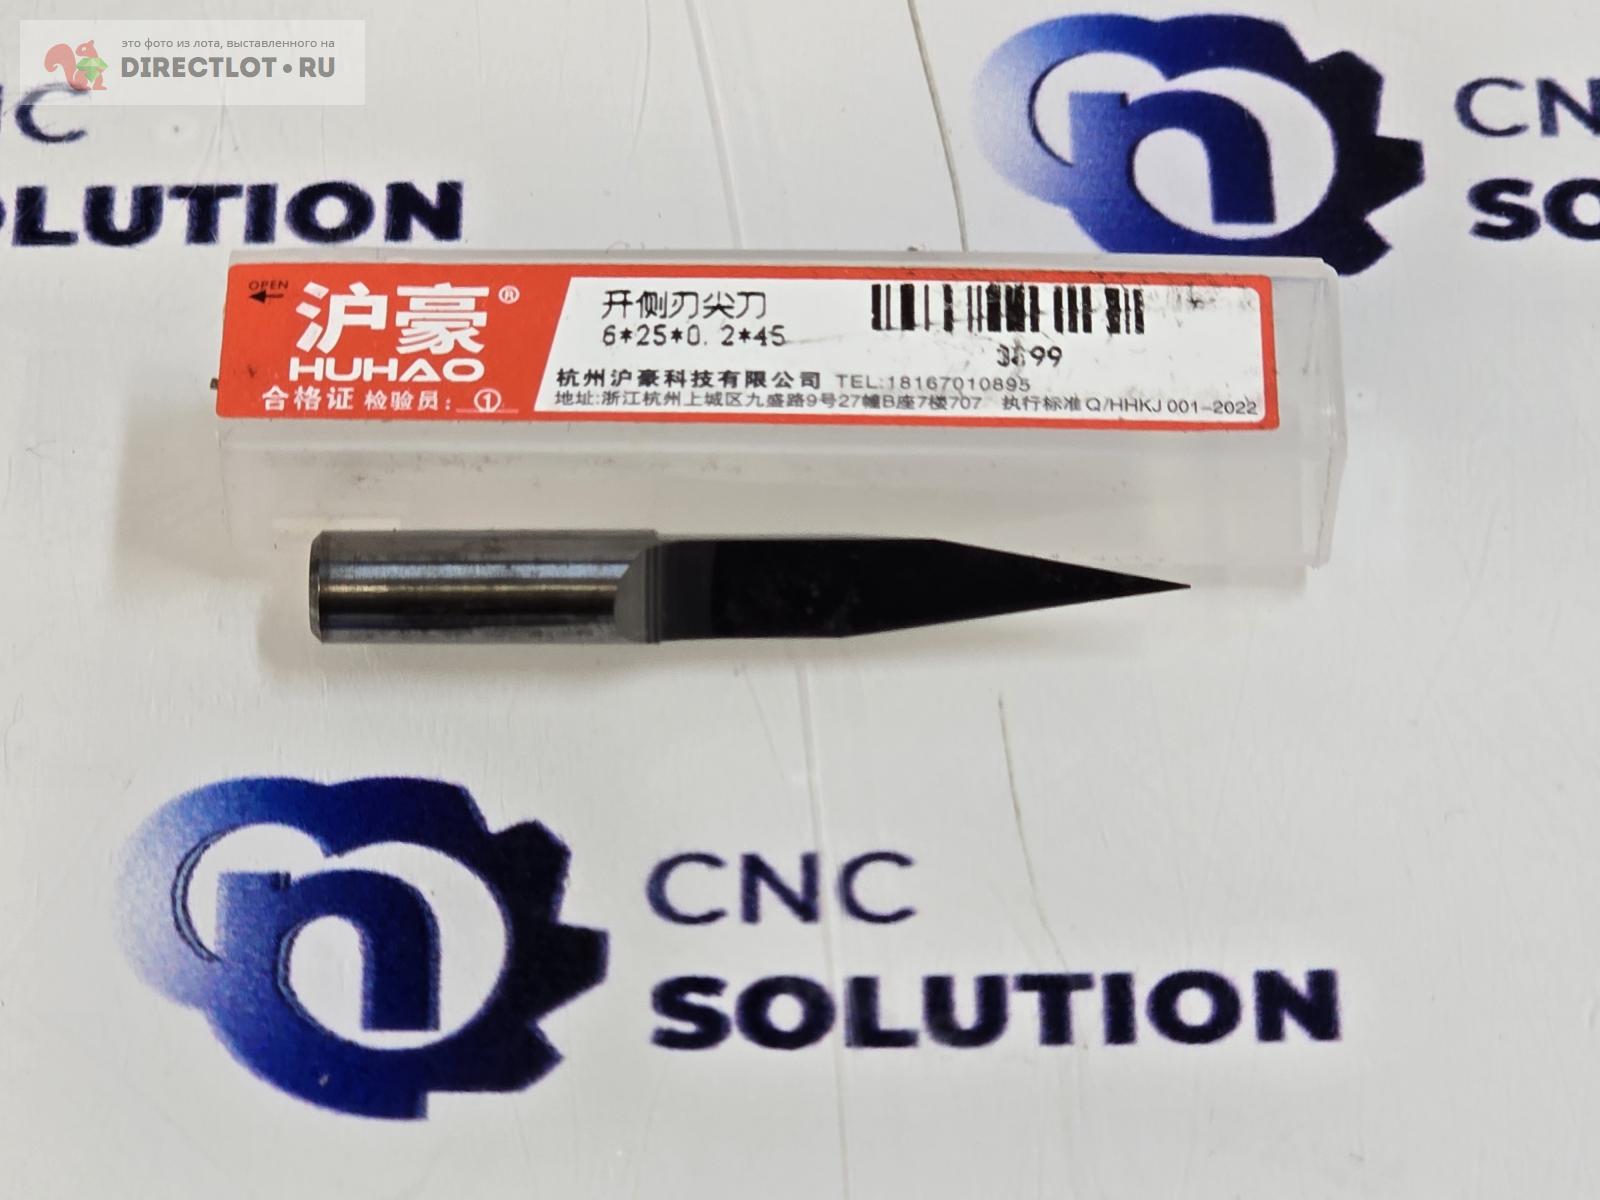 это фото из лота, выставленного на
DIRECTLOT•RU
CNC
SOLUTION
OPEN
沪豪®
HUHAO
合格证 检验员: ①
开侧刃尖刀
6*25*0.2*45
杭州沪豪科技有限公司 TEL:18167010895
地址:浙江杭州上城区九盛路9号27幢B座7楼707 执行标准Q/HHKJ 001-2022
CNC
SOLUTION